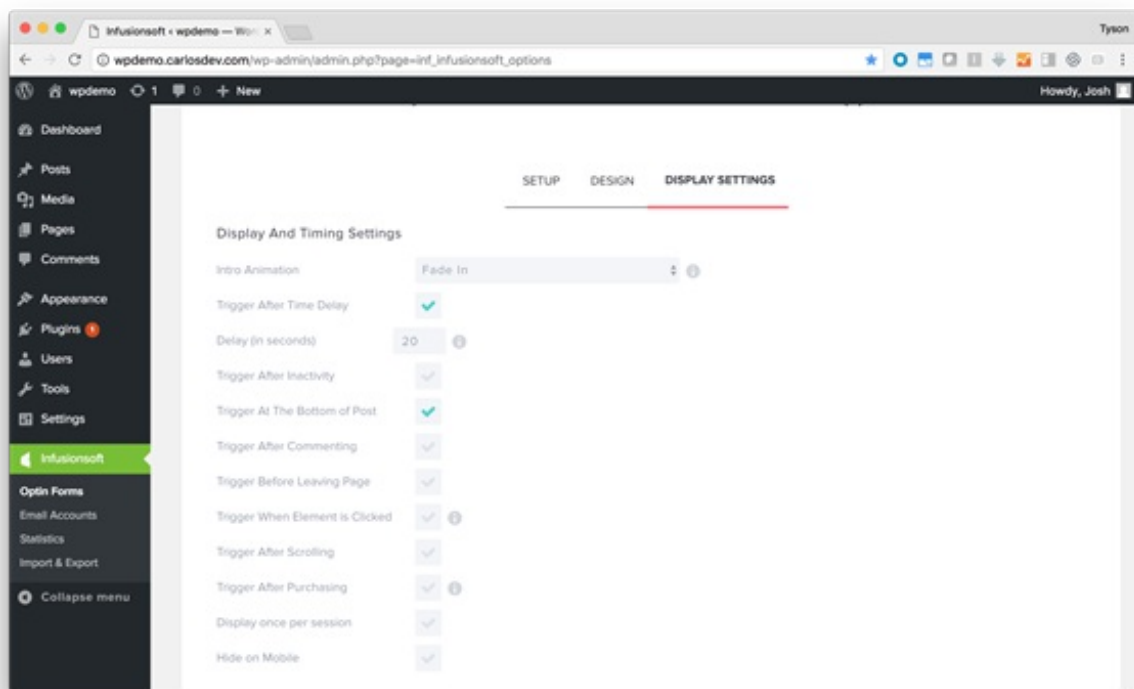 Infusionsoft ‹ wpdemo — Wor
Tyson
wpdemo.carlosdev.com/wp-admin/admin.php?page=inf_infusionsoft_options
wpdemo 1 0 + New
Howdy, Josh
Dashboard
Posts
Media
Pages
Comments
Appearance
Plugins 1
Users
Tools
Settings
Infusionsoft
Optin Forms
Email Accounts
Statistics
Import & Export
Collapse menu
SETUP DESIGN DISPLAY SETTINGS
Display And Timing Settings
Intro Animation Fade In
Trigger After Time Delay
Delay (in seconds) 20
Trigger After Inactivity
Trigger At The Bottom of Post
Trigger After Commenting
Trigger Before Leaving Page
Trigger When Element is Clicked
Trigger After Scrolling
Trigger After Purchasing
Display once per session
Hide on Mobile